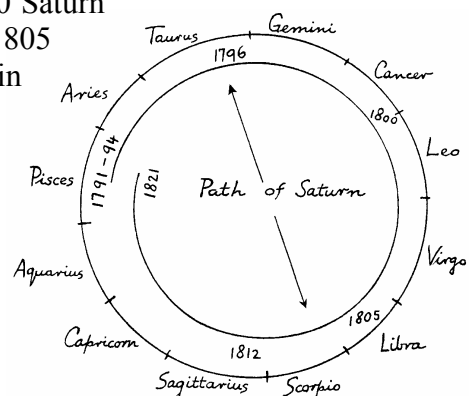 0 Saturn
805
in
Gemini
Taurus
1796
Cancer
Aries
1800
Leo
Pisces
1791-94
1821
Path of Saturn
Virgo
Aquarius
1805
Libra
Capricorn
1812
Sagittarius
Scorpio